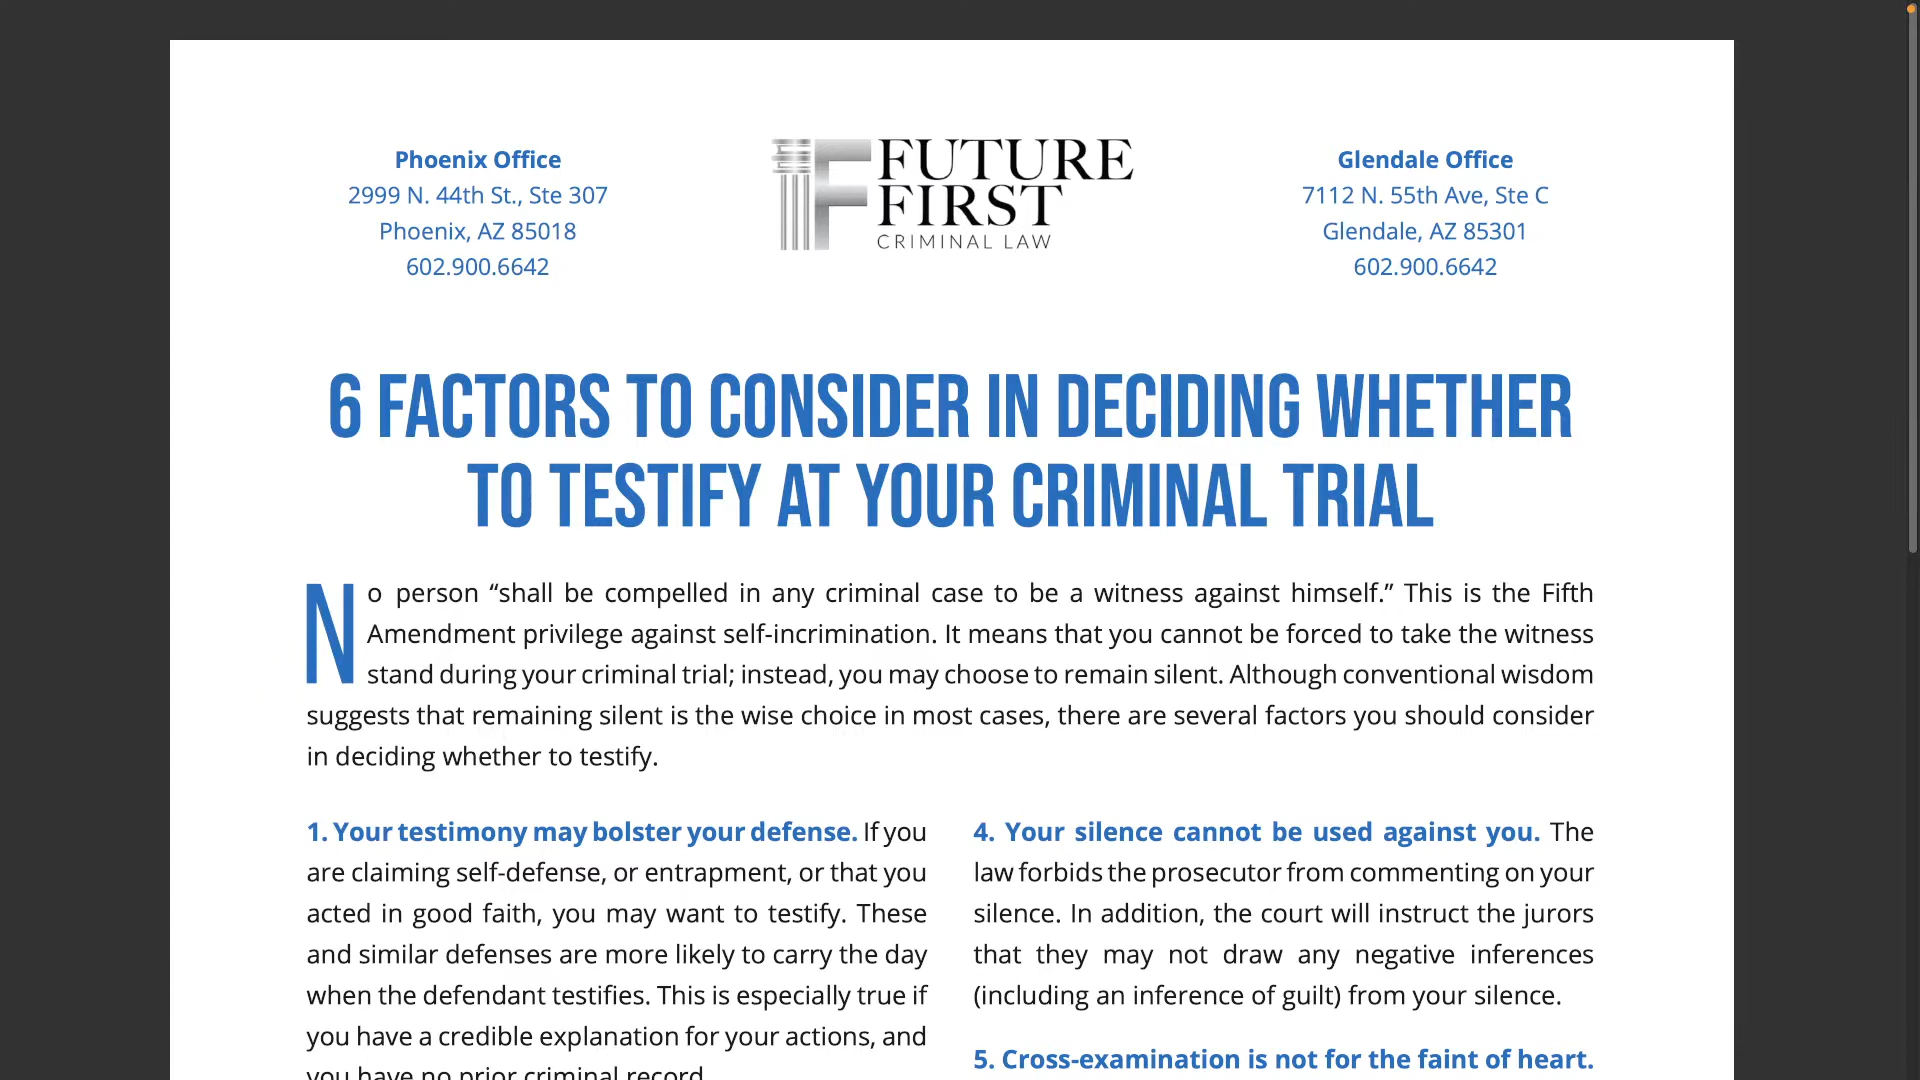 Phoenix Office
2999 N. 44th St., Ste 307
Phoenix, AZ 85018
602.900.6642
FUTURE
FIRST
CRIMINAL LAW
Glendale Office
7112 N. 55th Ave, Ste C
Glendale, AZ 85301
602.900.6642
6 FACTORS TO CONSIDER IN DECIDING WHETHER
TO TESTIFY AT YOUR CRIMINAL TRIAL
No person “shall be compelled in any criminal case to be a witness against himself.” This is the Fifth
Amendment privilege against self-incrimination. It means that you cannot be forced to take the witness
stand during your criminal trial; instead, you may choose to remain silent. Although conventional wisdom
suggests that remaining silent is the wise choice in most cases, there are several factors you should consider
in deciding whether to testify.
1. Your testimony may bolster your defense. If you
are claiming self-defense, or entrapment, or that you
acted in good faith, you may want to testify. These
and similar defenses are more likely to carry the day
when the defendant testifies. This is especially true if
you have a credible explanation for your actions, and
you have no prior criminal record.
4. Your silence cannot be used against you. The
law forbids the prosecutor from commenting on your
silence. In addition, the court will instruct the jurors
that they may not draw any negative inferences
(including an inference of guilt) from your silence.
5. Cross-examination is not for the faint of heart.